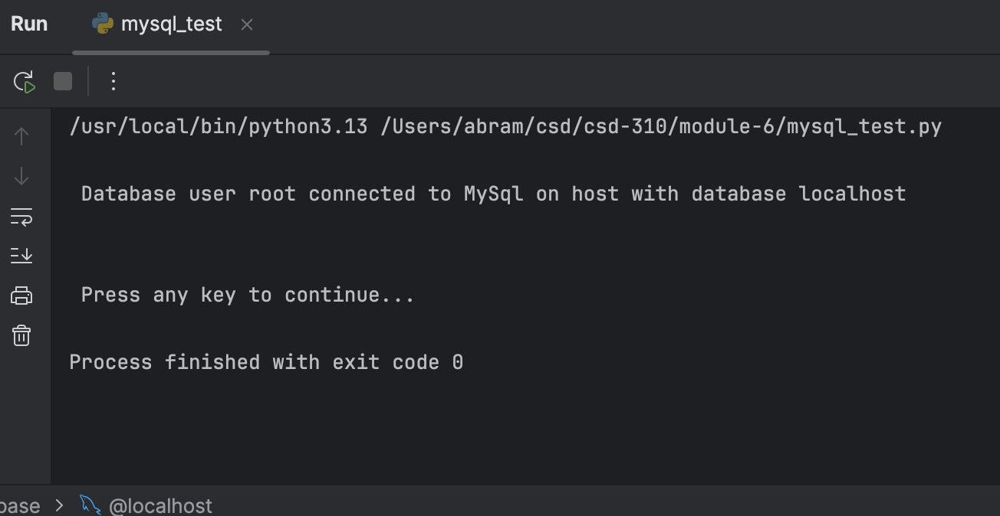 Run mysql_test
/usr/local/bin/python3.13 /Users/abram/csd/csd-310/module-6/mysql_test.py
Database user root connected to MySql on host with database localhost
Press any key to continue...
Process finished with exit code 0
@localhost